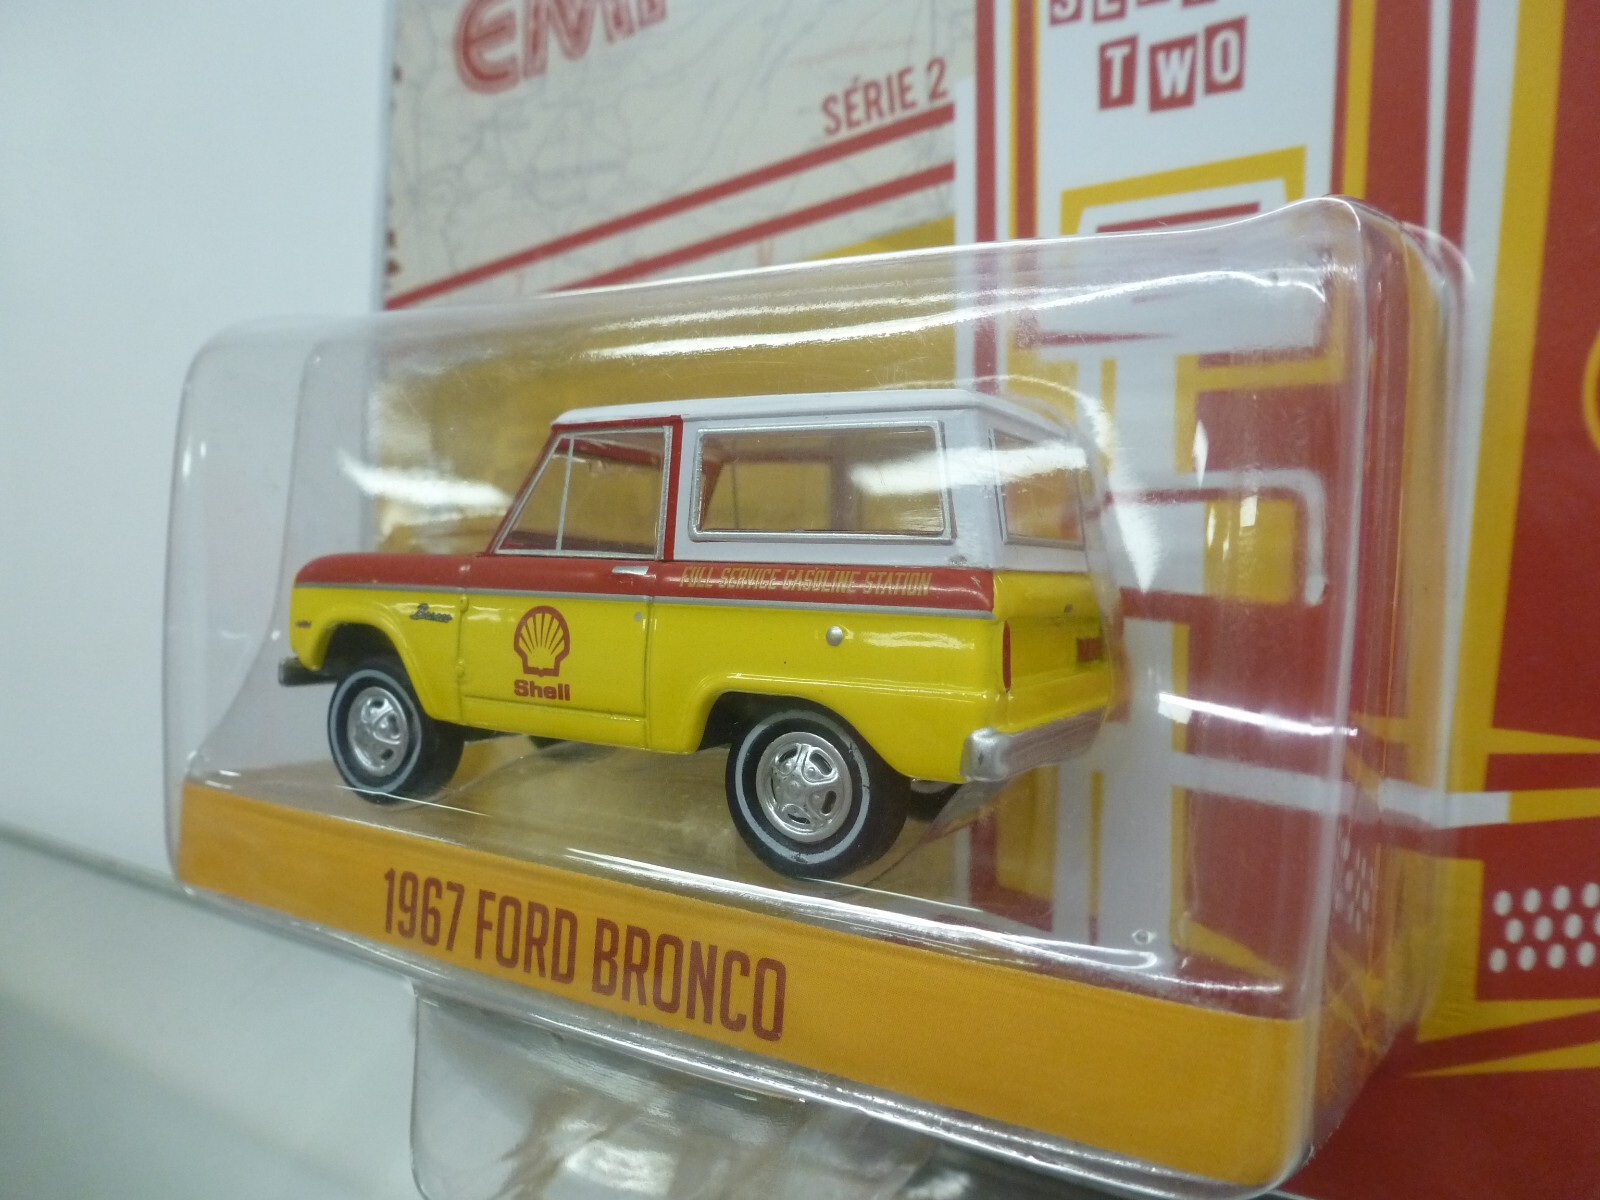 SÉRIE 2
TWO
FULL SERVICE GASOLINE STATION
Bronco
Shell
1967 FORD BRONCO